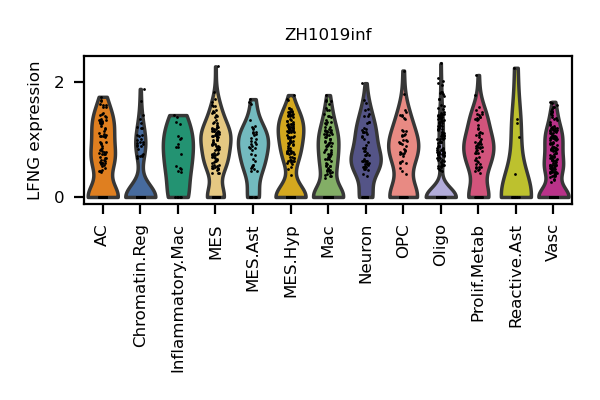 ZH1019inf
LFNG expression
2
0
AC
Chromatin.Reg
Inflammatory.Mac
MES
MES.Ast
MES.Hyp
Mac
Neuron
OPC
Oligo
Prolif.Metab
Reactive.Ast
Vasc